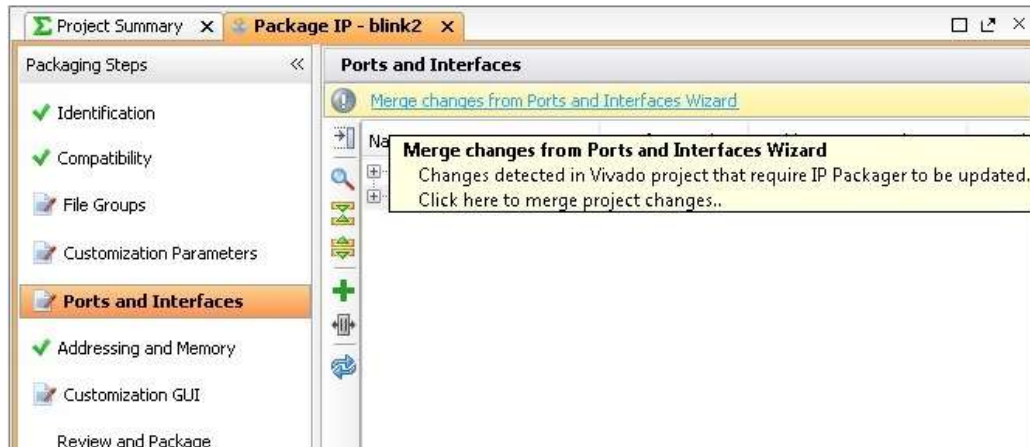 Project Summary X Package IP - blink2 X
Packaging Steps
Ports and Interfaces
Merge changes from Ports and Interfaces Wizard
Identification
Na
Merge changes from Ports and Interfaces Wizard
Compatibility
Changes detected in Vivado project that require IP Packager to be updated.
Click here to merge project changes..
File Groups
Customization Parameters
Ports and Interfaces
Addressing and Memory
Customization GUI
Review and Package